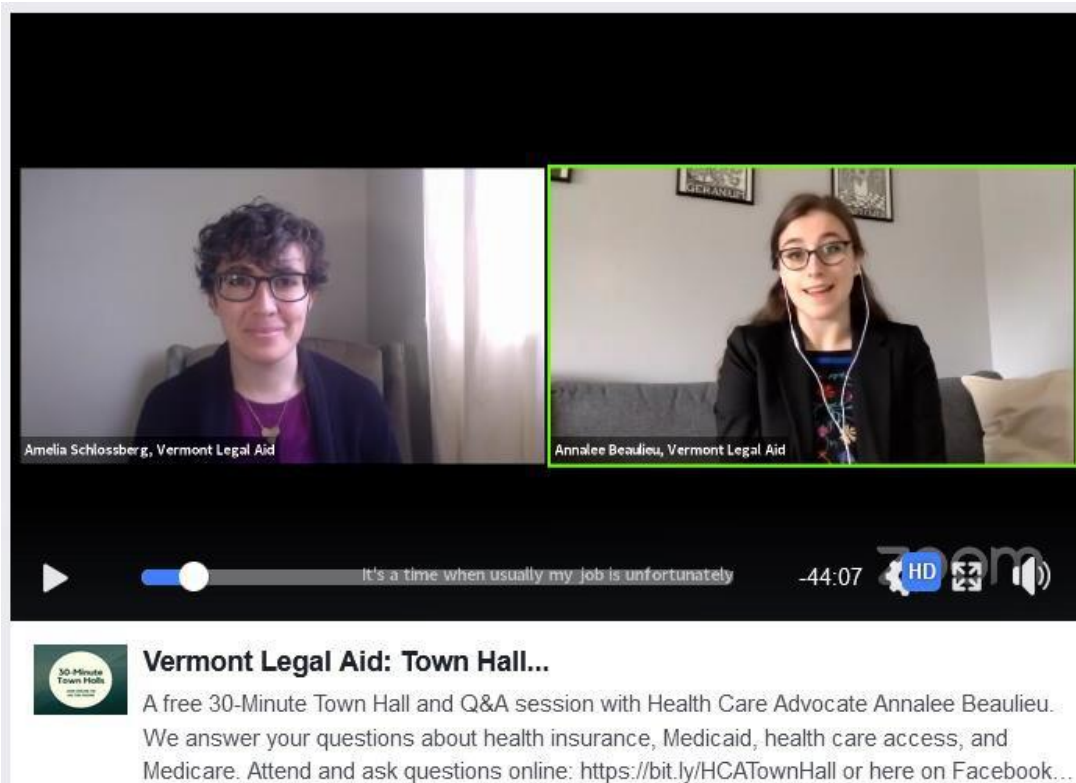 GERANIUM
Amelia Schlossberg, Vermont Legal Aid
Annalee Beaulieu, Vermont Legal Aid
It's a time when usually my job is unfortunately
-44:07
HD
zoom
30-Minute
Town Halls
Vermont Legal Aid: Town Hall...
A free 30-Minute Town Hall and Q&A session with Health Care Advocate Annalee Beaulieu.
We answer your questions about health insurance, Medicaid, health care access, and
Medicare. Attend and ask questions online: https://bit.ly/HCATownHall or here on Facebook...